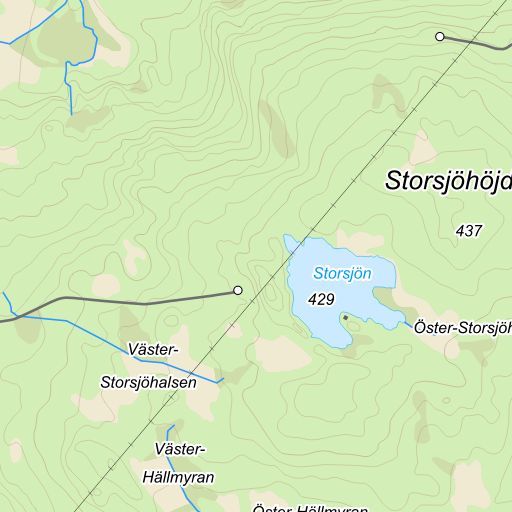 Storsjöhöjd
437
Storsjön
429
Öster-Storsjöh
Väster-
Storsjöhalsen
Väster-
Hällmyran
Öster-Hällmyran